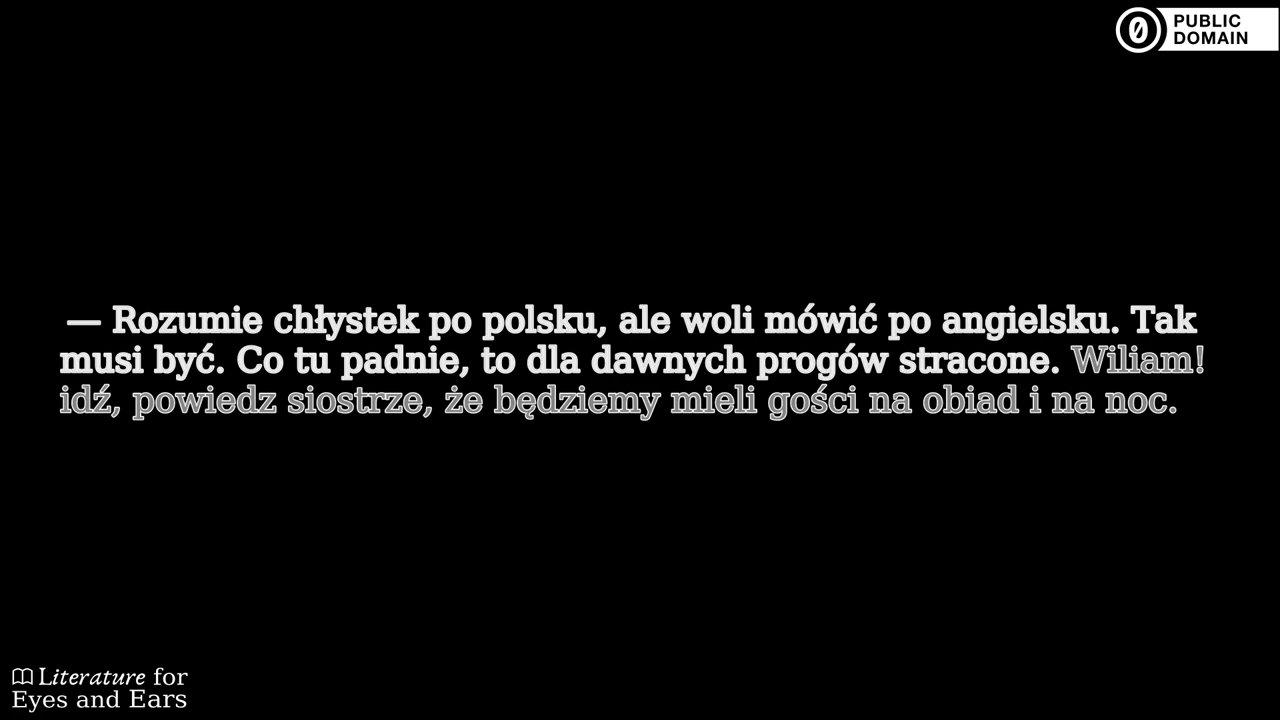 PUBLIC
DOMAIN
— Rozumie chłystek po polsku, ale woli mówić po angielsku. Tak
musi być. Co tu padnie, to dla dawnych progów stracone. Wiliam!
idź, powiedz siostrze, że będziemy mieli gości na obiad i na noc.
Literature for
Eyes and Ears